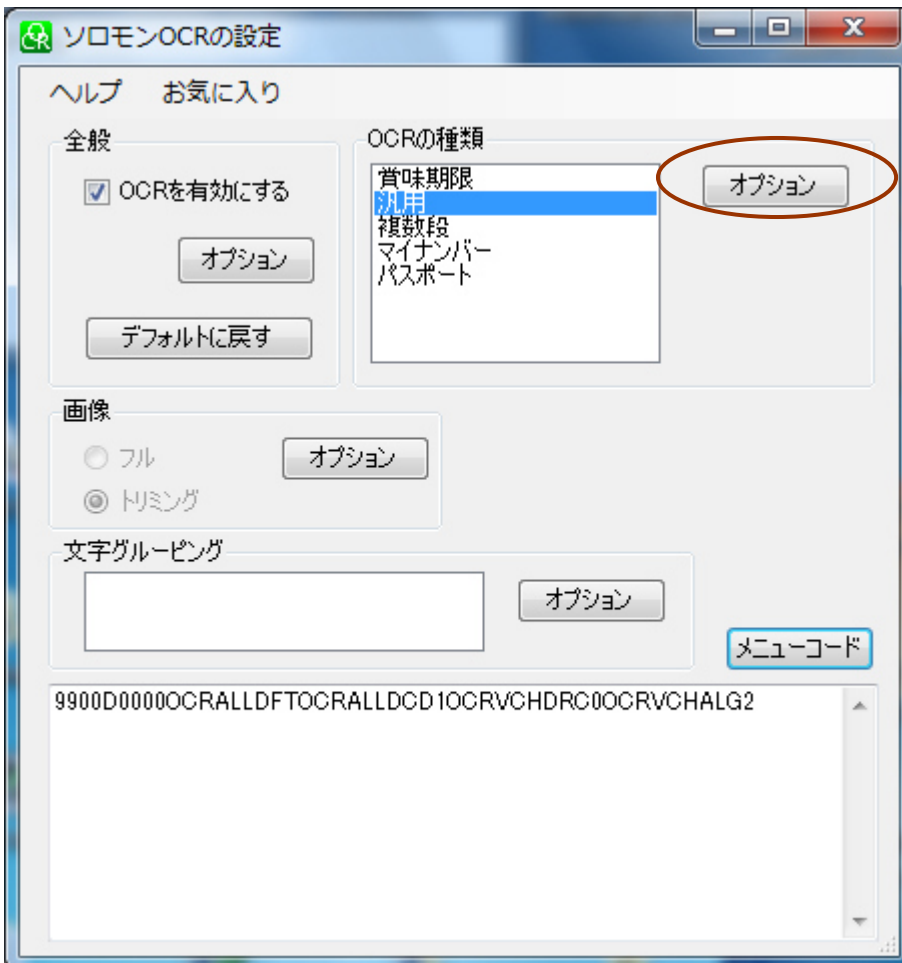 CR ソロモンOCRの設定
ヘルプ お気に入り
全般
OCRを有効にする
オプション
デフォルトに戻す
OCRの種類
賞味期限
汎用
複数段
マイナンバー
パスポート
オプション
画像
フル
トリミング
オプション
文字グルーピング
オプション
メニューコード
9900D0000OCRALLDFTOCRALLDCD1OCRVCHDRC0OCRVCHALG2